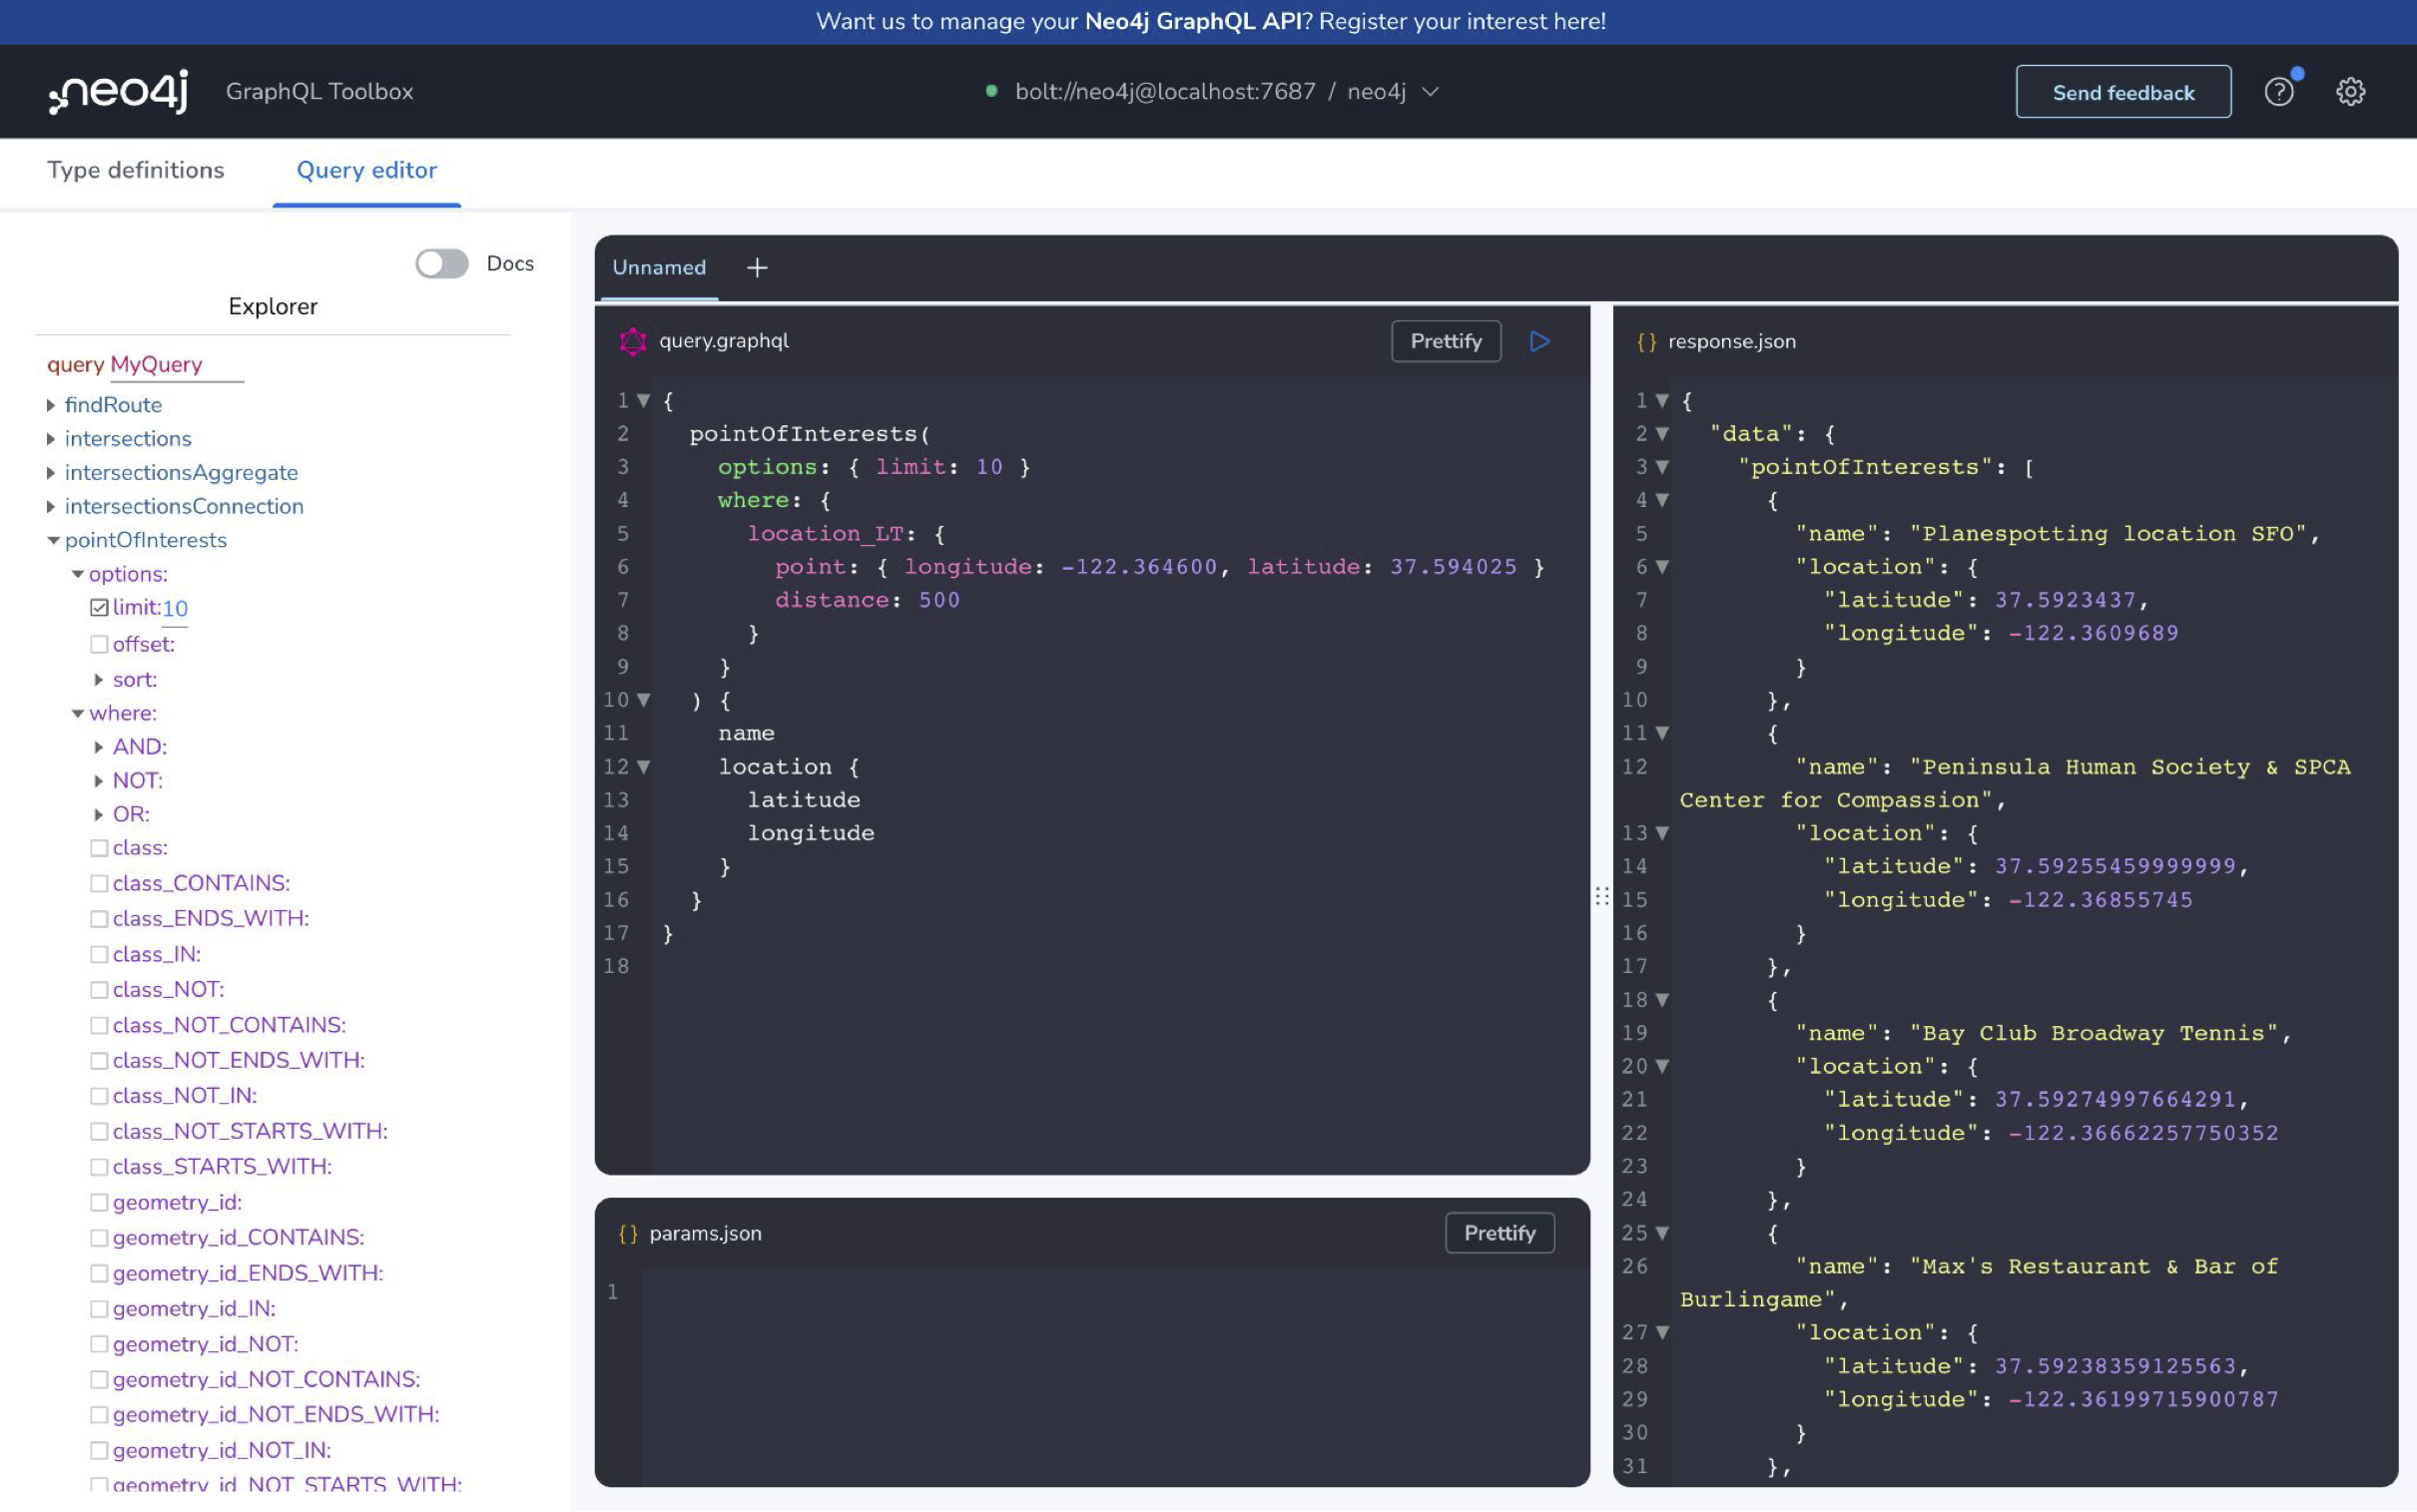 Want us to manage your Neo4j GraphQL API? Register your interest here!
neo4j
GraphQL Toolbox
bolt://neo4j@localhost:7687 / neo4j
Send feedback
Type definitions
Query editor
Docs
Explorer
query MyQuery
findRoute
intersections
intersectionsAggregate
intersectionsConnection
pointOfInterests
options:
limit:10
offset:
sort:
where:
AND:
NOT:
OR:
class:
class_CONTAINS:
class_ENDS_WITH:
class_IN:
class_NOT:
class_NOT_CONTAINS:
class_NOT_ENDS_WITH:
class_NOT_IN:
class_NOT_STARTS_WITH:
class_STARTS_WITH:
geometry_id:
geometry_id_CONTAINS:
geometry_id_ENDS_WITH:
geometry_id_IN:
geometry_id_NOT:
geometry_id_NOT_CONTAINS:
geometry_id_NOT_ENDS_WITH:
geometry_id_NOT_IN:
geometry_id_NOT_STARTS_WITH:
Unnamed +
query.graphql
Prettify
1 {
2 pointOfInterests(
3 options: { limit: 10 }
4 where: {
5 location_LT: {
6 point: { longitude: -122.364600, latitude: 37.594025 }
7 distance: 500
8 }
9 }
10 ) {
11 name
12 location {
13 latitude
14 longitude
15 }
16 }
17 }
18
{} params.json
Prettify
1
{} response.json
1 {
2 "data": {
3 "pointOfInterests": [
4 {
5 "name": "Planespotting location SFO",
6 "location": {
7 "latitude": 37.5923437,
8 "longitude": -122.3609689
9 }
10 },
11 {
12 "name": "Peninsula Human Society & SPCA
Center for Compassion",
13 "location": {
14 "latitude": 37.59255459999999,
15 "longitude": -122.36855745
16 }
17 },
18 {
19 "name": "Bay Club Broadway Tennis",
20 "location": {
21 "latitude": 37.59274997664291,
22 "longitude": -122.36662257750352
23 }
24 },
25 {
26 "name": "Max's Restaurant & Bar of
Burlingame",
27 "location": {
28 "latitude": 37.59238359125563,
29 "longitude": -122.36199715900787
30 }
31 },